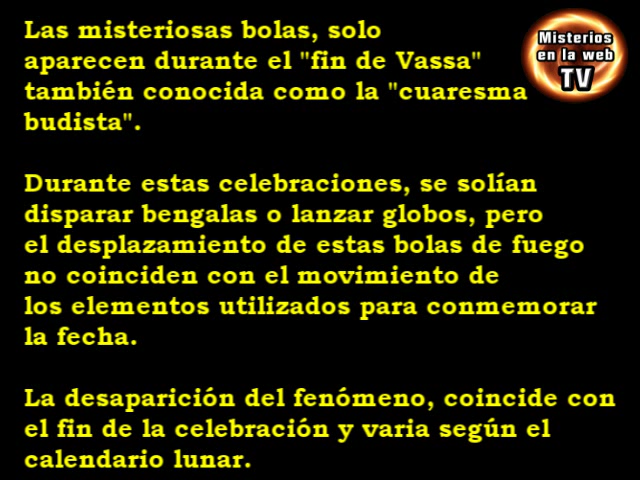 Las misteriosas bolas, solo
aparecen durante el "fin de Vassa"
también conocida como la "cuaresma
budista".
Durante estas celebraciones, se solían
disparar bengalas o lanzar globos, pero
el desplazamiento de estas bolas de fuego
no coinciden con el movimiento de
los elementos utilizados para conmemorar
la fecha.
La desaparición del fenómeno, coincide con
el fin de la celebración y varia según el
calendario lunar.
Misterios
en la web
TV